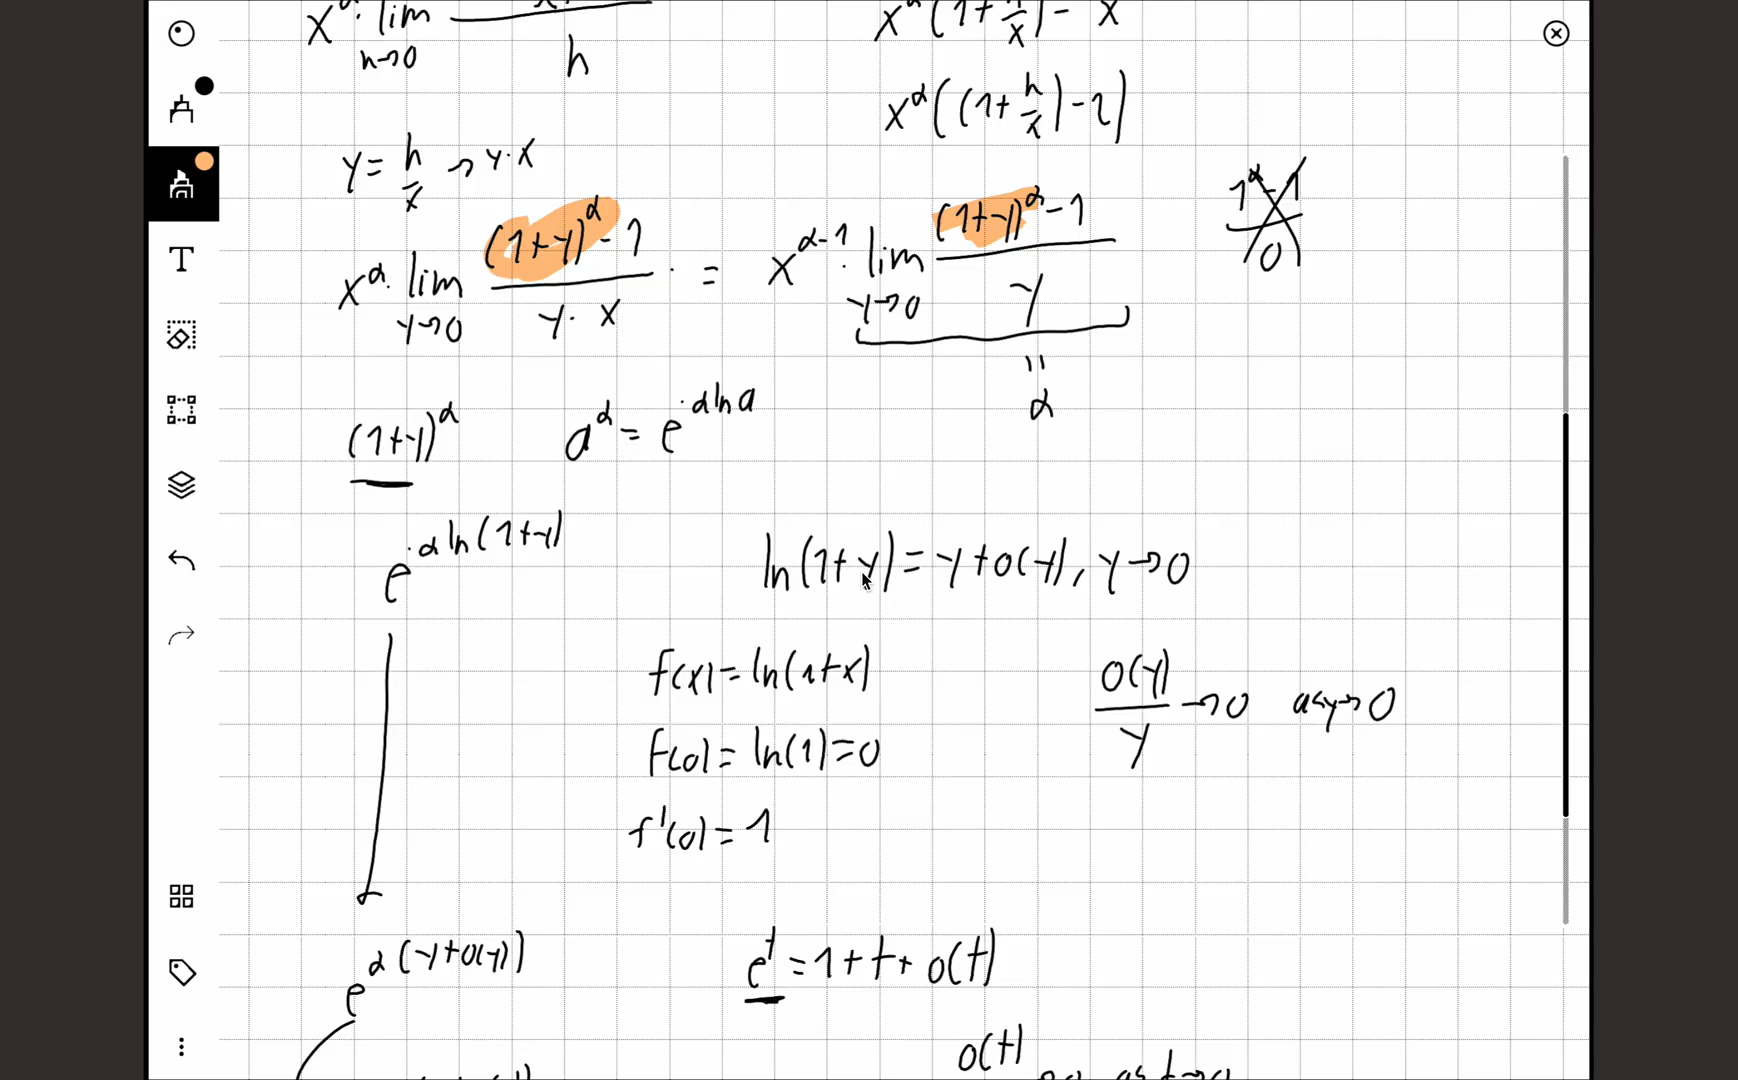 x^α · lim
h→0
h
x^α (1 + h/x) - x
x^α ((1 + h/x) - 1)
y = h/x → y·x
x^α · lim y→0 ((1+y)^α - 1)/(y · x) · = x^(α-1) · lim y→0 ((1+y)^α - 1)/y
1^α - 1
0
"
α
(1+y)^α
a^α = e^(α ln a)
e^(α ln(1+y))
ln(1+y) = y + o(y), y→0
f(x) = ln(1+x)
o(y)/y → 0 as y→0
f(0) = ln(1) = 0
f'(0) = 1
e^(α(y+o(y)))
e^t = 1 + t + o(t)
o(t)
T